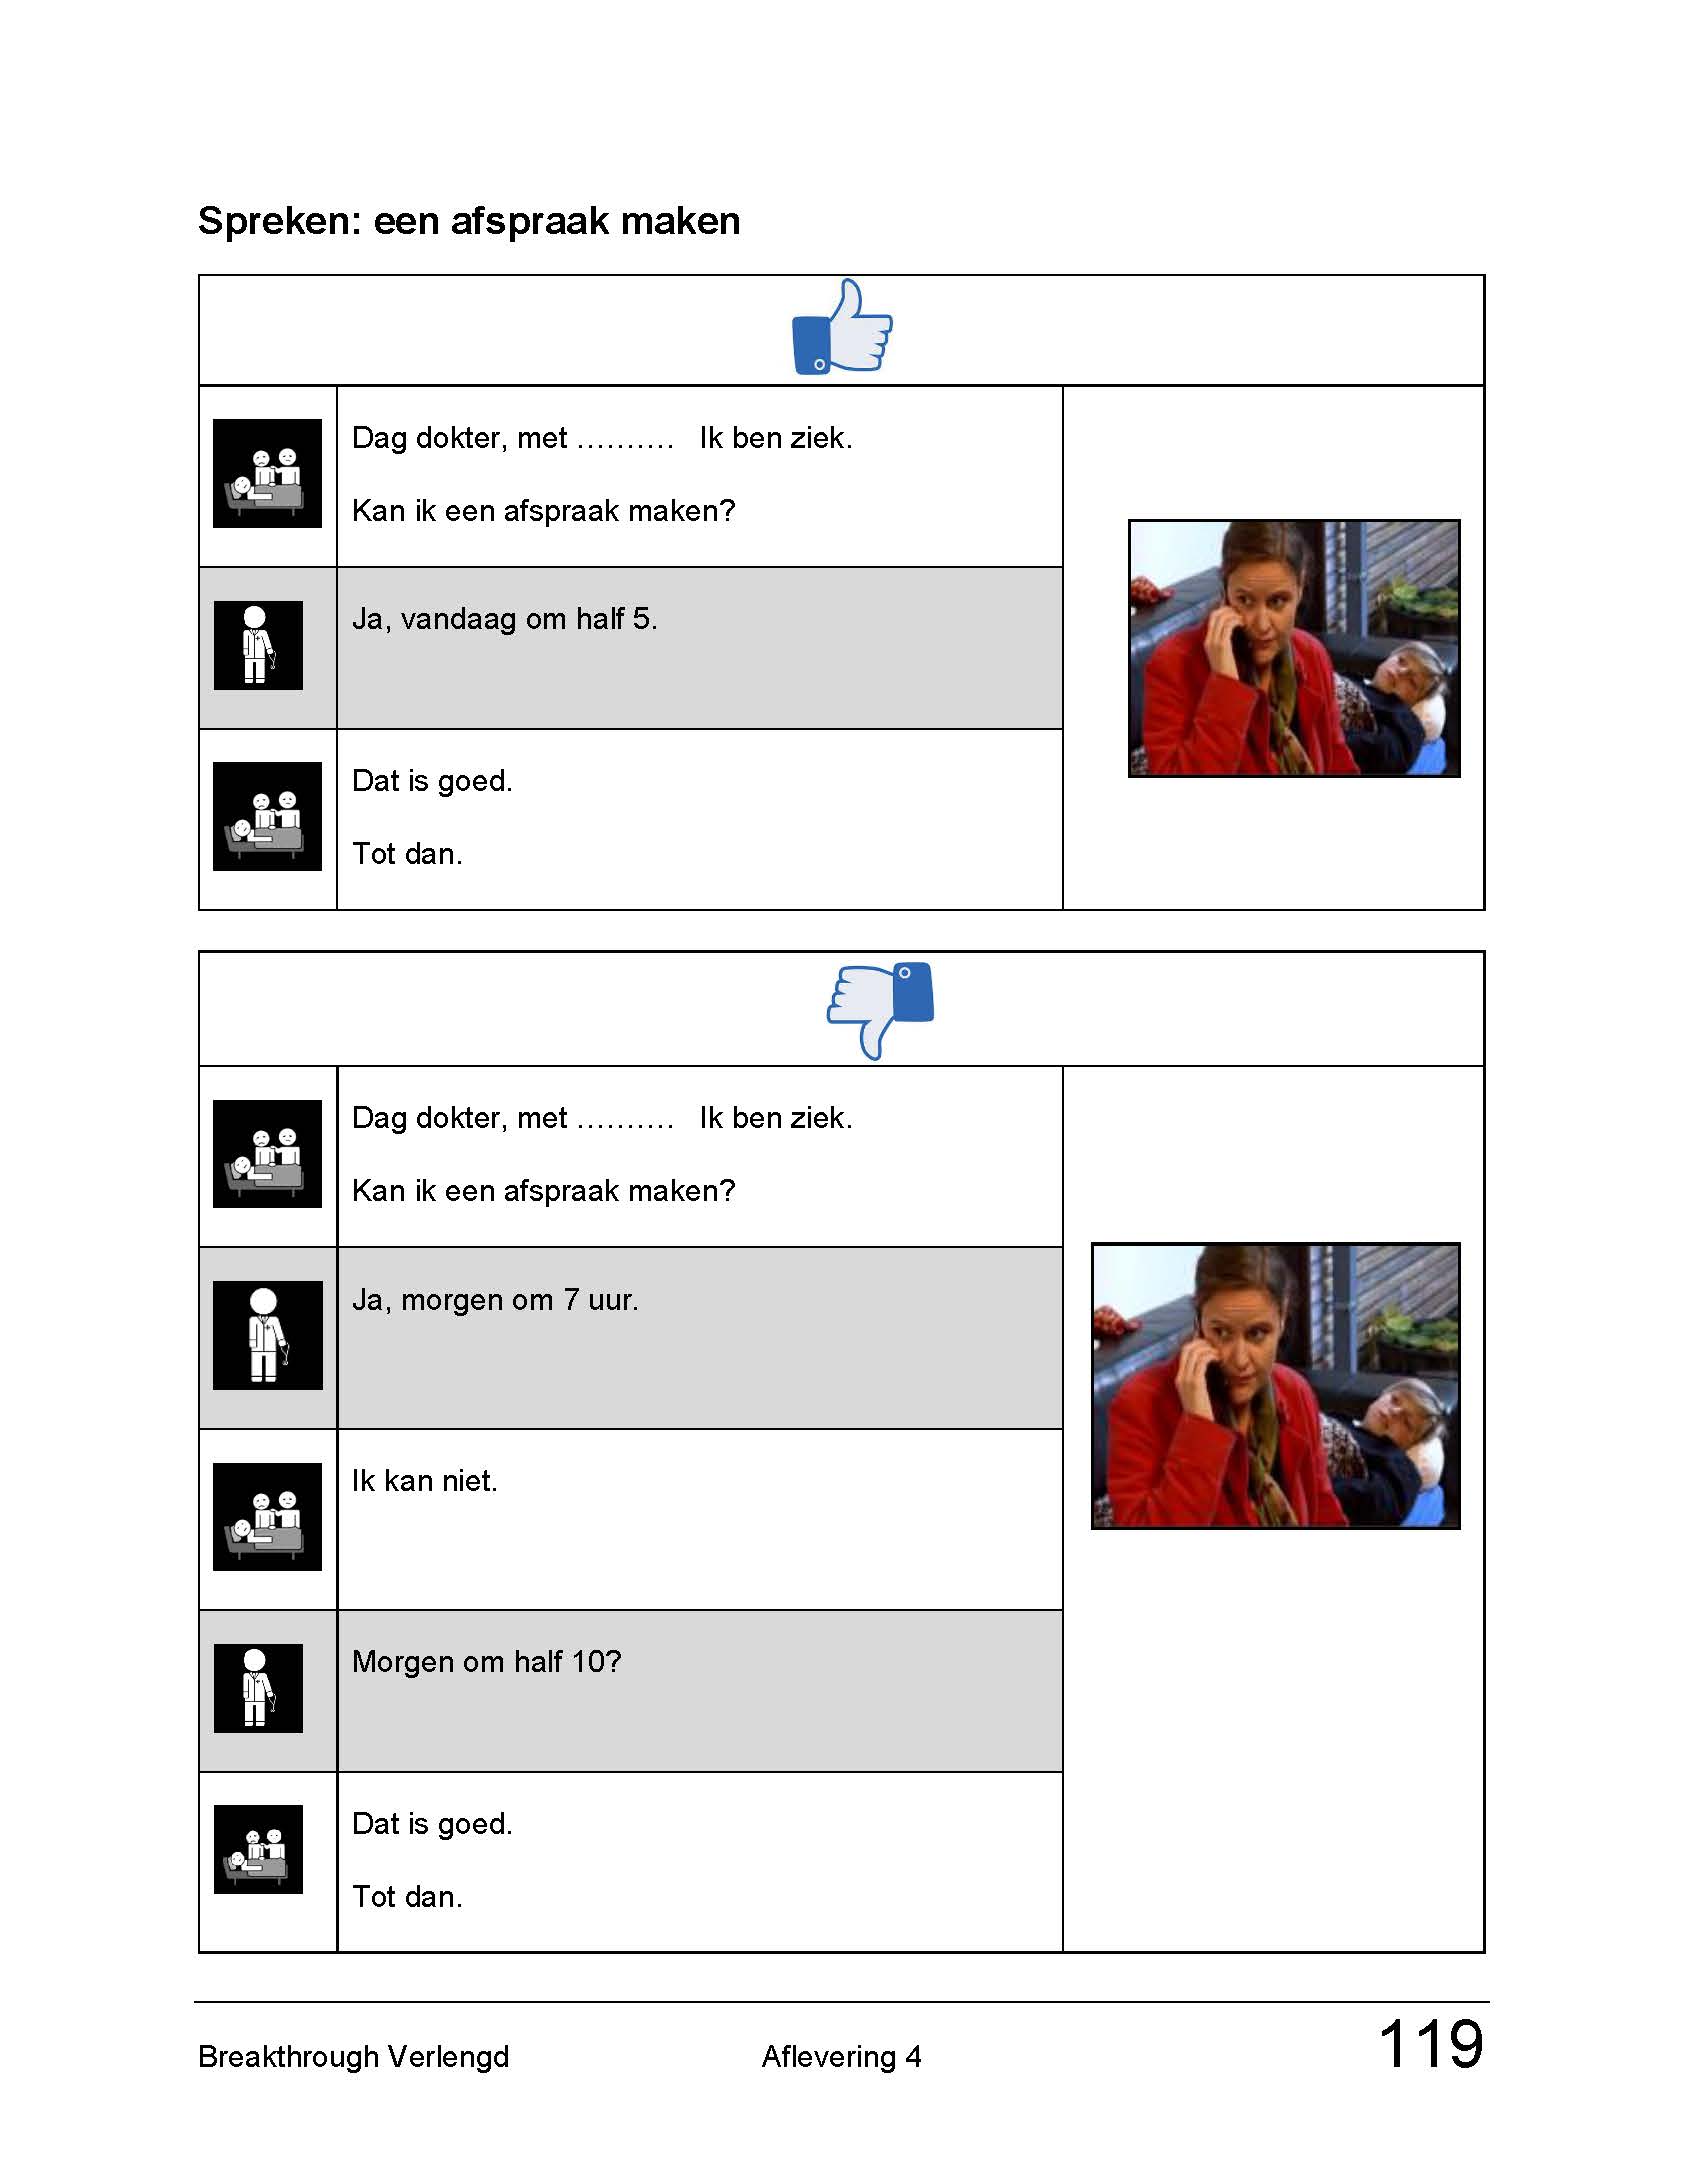 Spreken: een afspraak maken
Dag dokter, met ..........   Ik ben ziek.
Kan ik een afspraak maken?
Ja, vandaag om half 5.
Dat is goed.
Tot dan.
Dag dokter, met ..........   Ik ben ziek.
Kan ik een afspraak maken?
Ja, morgen om 7 uur.
Ik kan niet.
Morgen om half 10?
Dat is goed.
Tot dan.
Breakthrough Verlengd   Aflevering 4   119